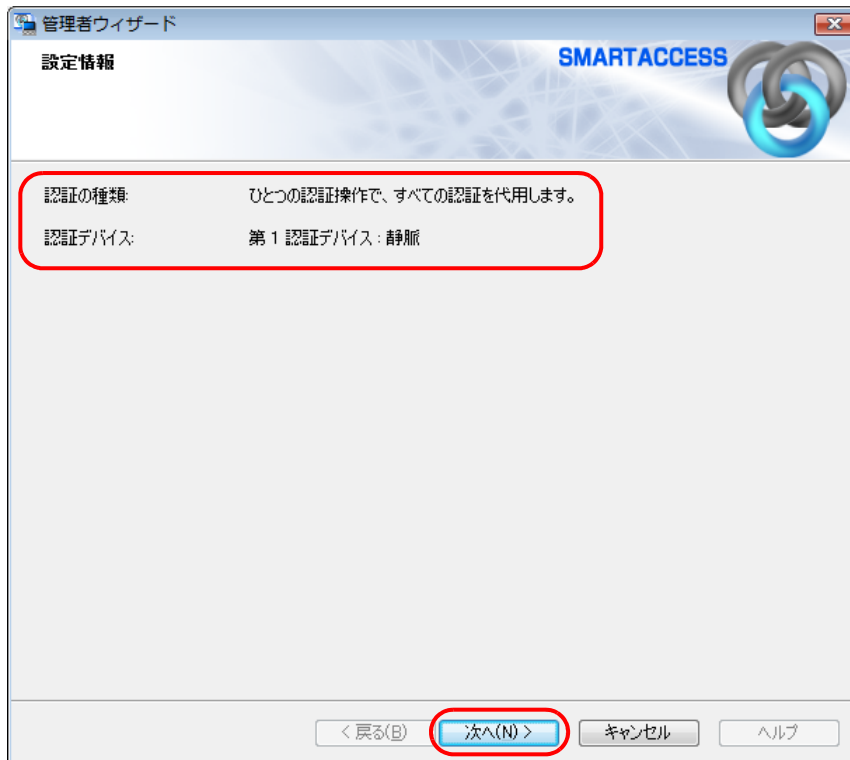 管理者ウィザード
設定情報
SMARTACCESS
認証の種類: ひとつの認証操作で、すべての認証を代用します。
認証デバイス: 第1認証デバイス:静脈
< 戻る(B) 次へ(N) > キャンセル ヘルプ